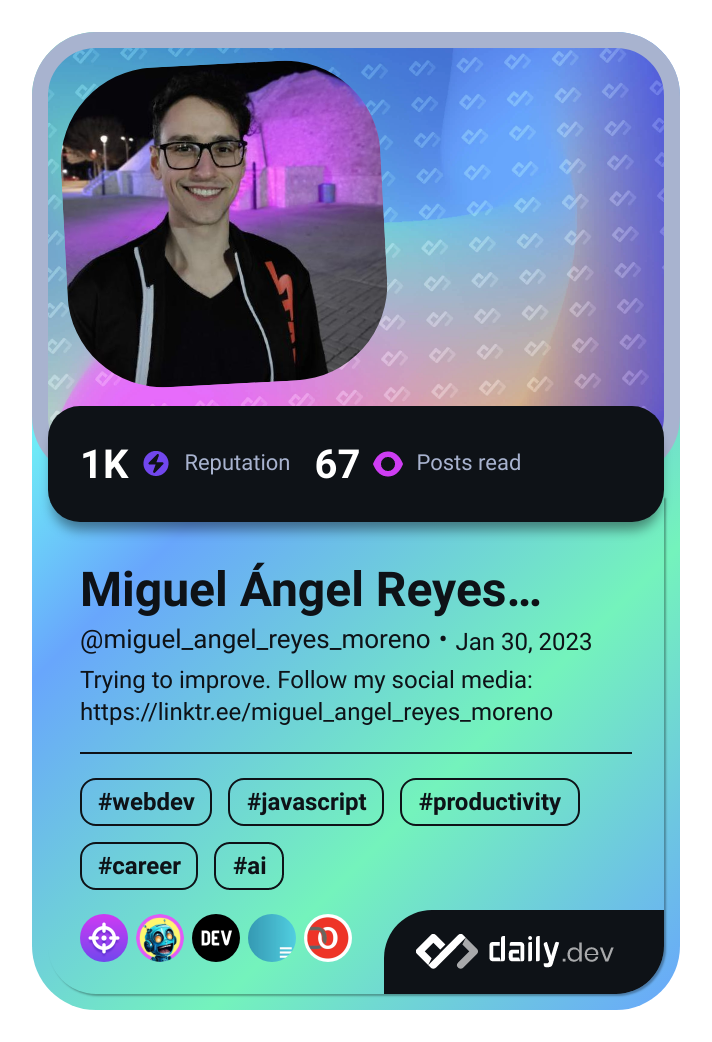 1K Reputation 67 Posts read
Miguel Ángel Reyes...
@miguel_angel_reyes_moreno • Jan 30, 2023
Trying to improve. Follow my social media:
https://linktr.ee/miguel_angel_reyes_moreno
#webdev #javascript #productivity
#career #ai
DEV
daily.dev